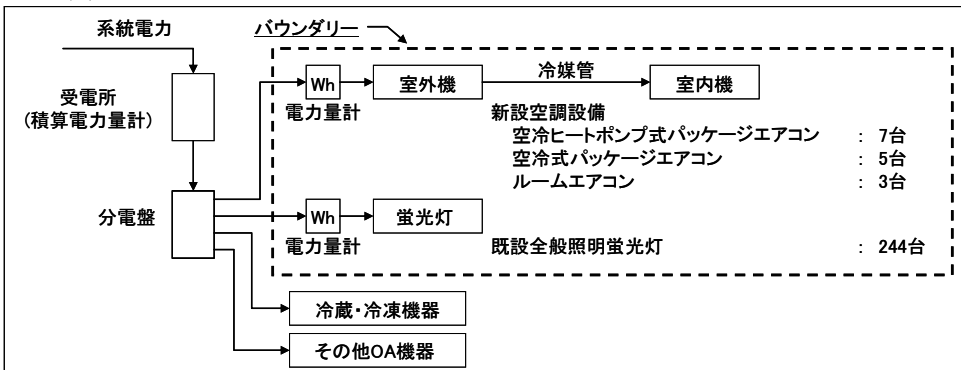 系統電力
バウンダリー
受電所
(積算電力量計)
Wh
電力量計
室外機
冷媒管
室内機
新設空調設備
空冷ヒートポンプ式パッケージエアコン : 7台
空冷式パッケージエアコン : 5台
ルームエアコン : 3台
分電盤
Wh
電力量計
蛍光灯
既設全般照明蛍光灯 : 244台
冷蔵・冷凍機器
その他OA機器